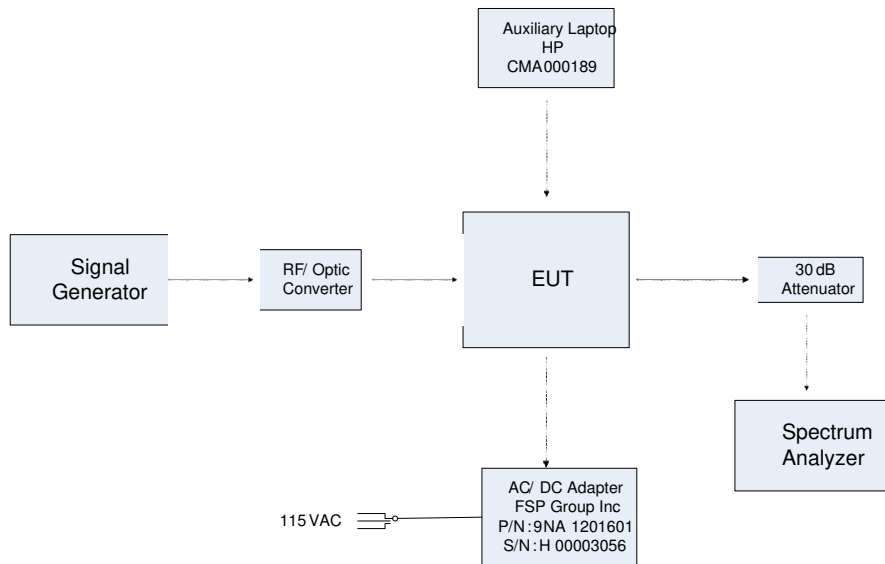 Auxiliary Laptop
HP
CMA000189
Signal
Generator
RF/ Optic
Converter
EUT
30 dB
Attenuator
Spectrum
Analyzer
115 VAC
AC/ DC Adapter
FSP Group Inc
P/N : 9NA 1201601
S/N : H 00003056